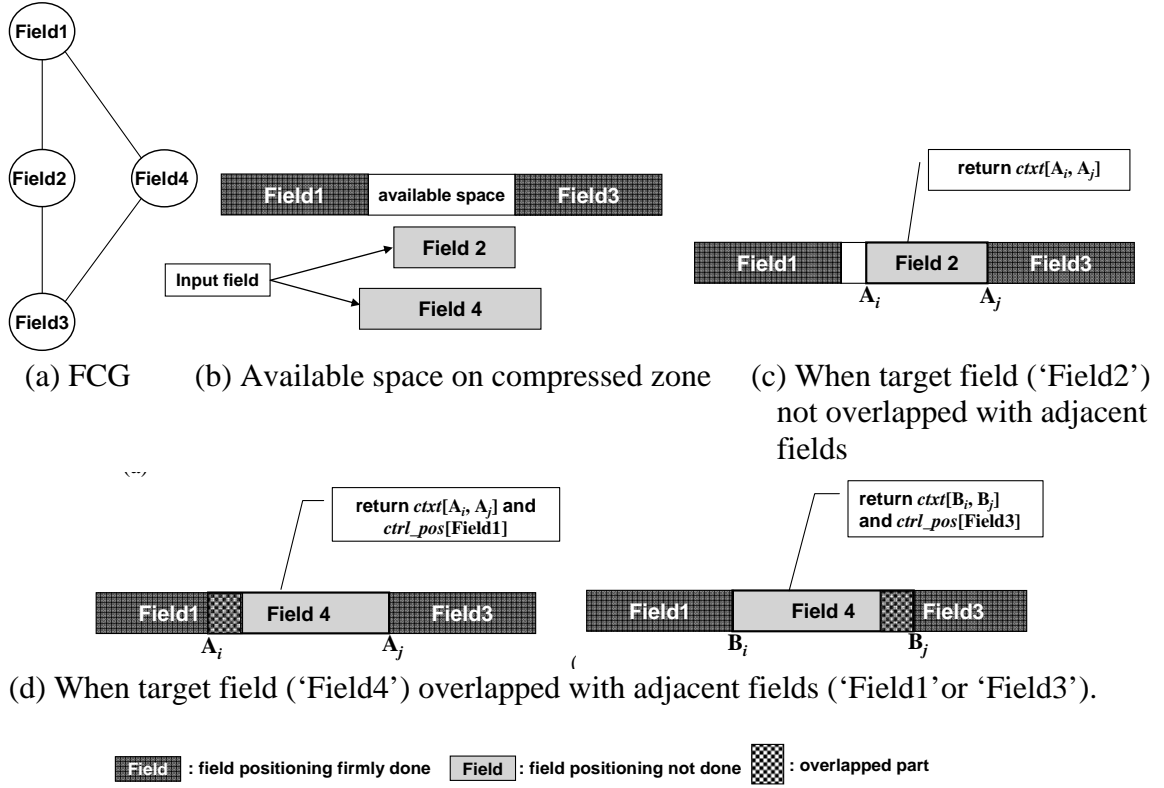 Field1
Field2
Field4
Field3
Field1
available space
Field3
Field 2
Input field
Field 4
return ctxt[Ai, Aj]
Field1
Field 2
Field3
Ai
Aj
(a) FCG
(b) Available space on compressed zone
(c) When target field (‘Field2’)
not overlapped with adjacent
fields
return ctxt[Ai, Aj] and
ctrl_pos[Field1]
return ctxt[Bi, Bj]
and ctrl_pos[Field3]
Field1
Field 4
Field3
Ai
Aj
Field1
Field 4
Field3
Bi
Bj
(d) When target field (‘Field4’) overlapped with adjacent fields (‘Field1’or ‘Field3’).
Field : field positioning firmly done
Field : field positioning not done
: overlapped part